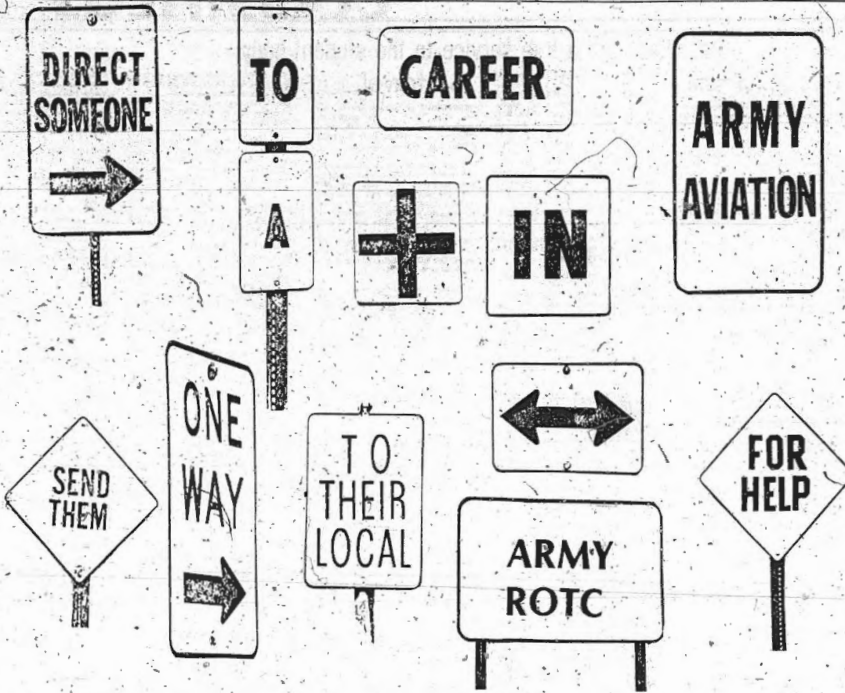 DIRECT
SOMEONE
TO
A
CAREER
IN
ARMY
AVIATION
SEND
THEM
ONE
WAY
TO
THEIR
LOCAL
ARMY
ROTC
FOR
HELP